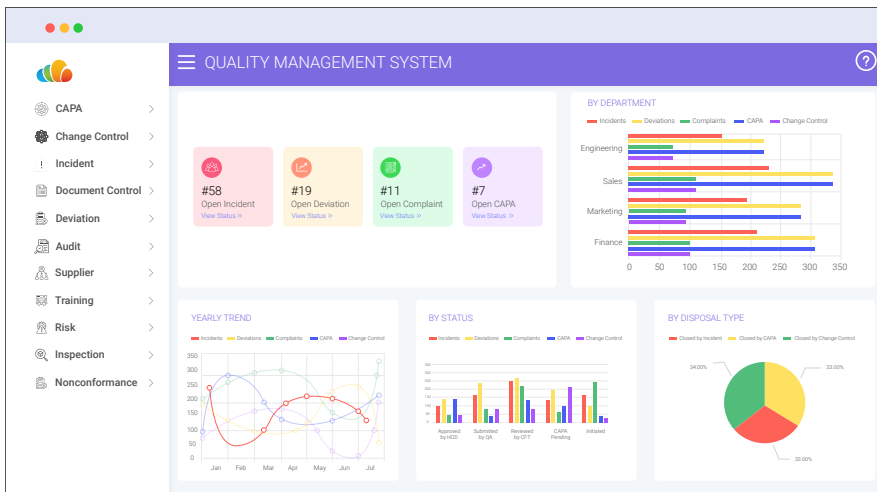 QUALITY MANAGEMENT SYSTEM
?
CAPA
Change Control
Incident
Document Control
Deviation
Audit
Supplier
Training
Risk
Inspection
Nonconformance
#58
Open Incident
View Status »
#19
Open Deviation
View Status »
#11
Open Complaint
View Status »
#7
Open CAPA
View Status »
BY DEPARTMENT
Incidents Deviations Complaints CAPA Change Control
Engineering
Sales
Marketing
Finance
0 50 100 150 200 250 300 350
YEARLY TREND
Incidents Deviations Complaints CAPA Change Control
350
300
250
200
150
100
50
0
Jan Feb Mar Apr May Jun Jul
BY STATUS
Incidents Deviations Complaints CAPA Change Control
Approved by HOD
Submitted by QA
Reviewed by CFT
CAPA Pending
Initiated
BY DISPOSAL TYPE
Closed by Incident Closed by CAPA Closed by Change Control
34.00%
33.00%
33.00%